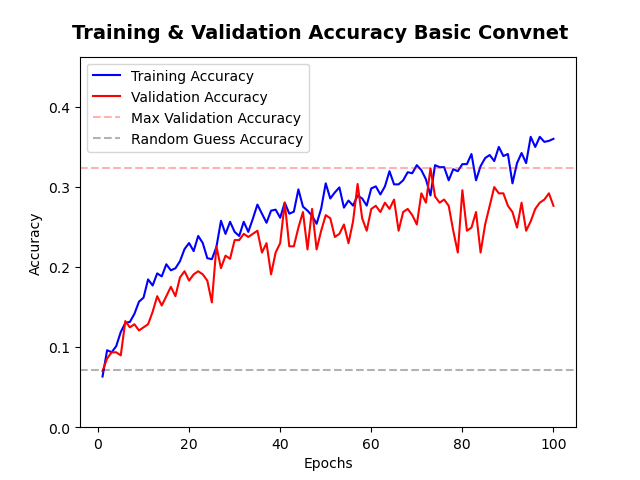 Training & Validation Accuracy Basic Convnet
Training Accuracy
Validation Accuracy
Max Validation Accuracy
Random Guess Accuracy
Accuracy
0.4
0.3
0.2
0.1
0.0
0 20 40 60 80 100
Epochs